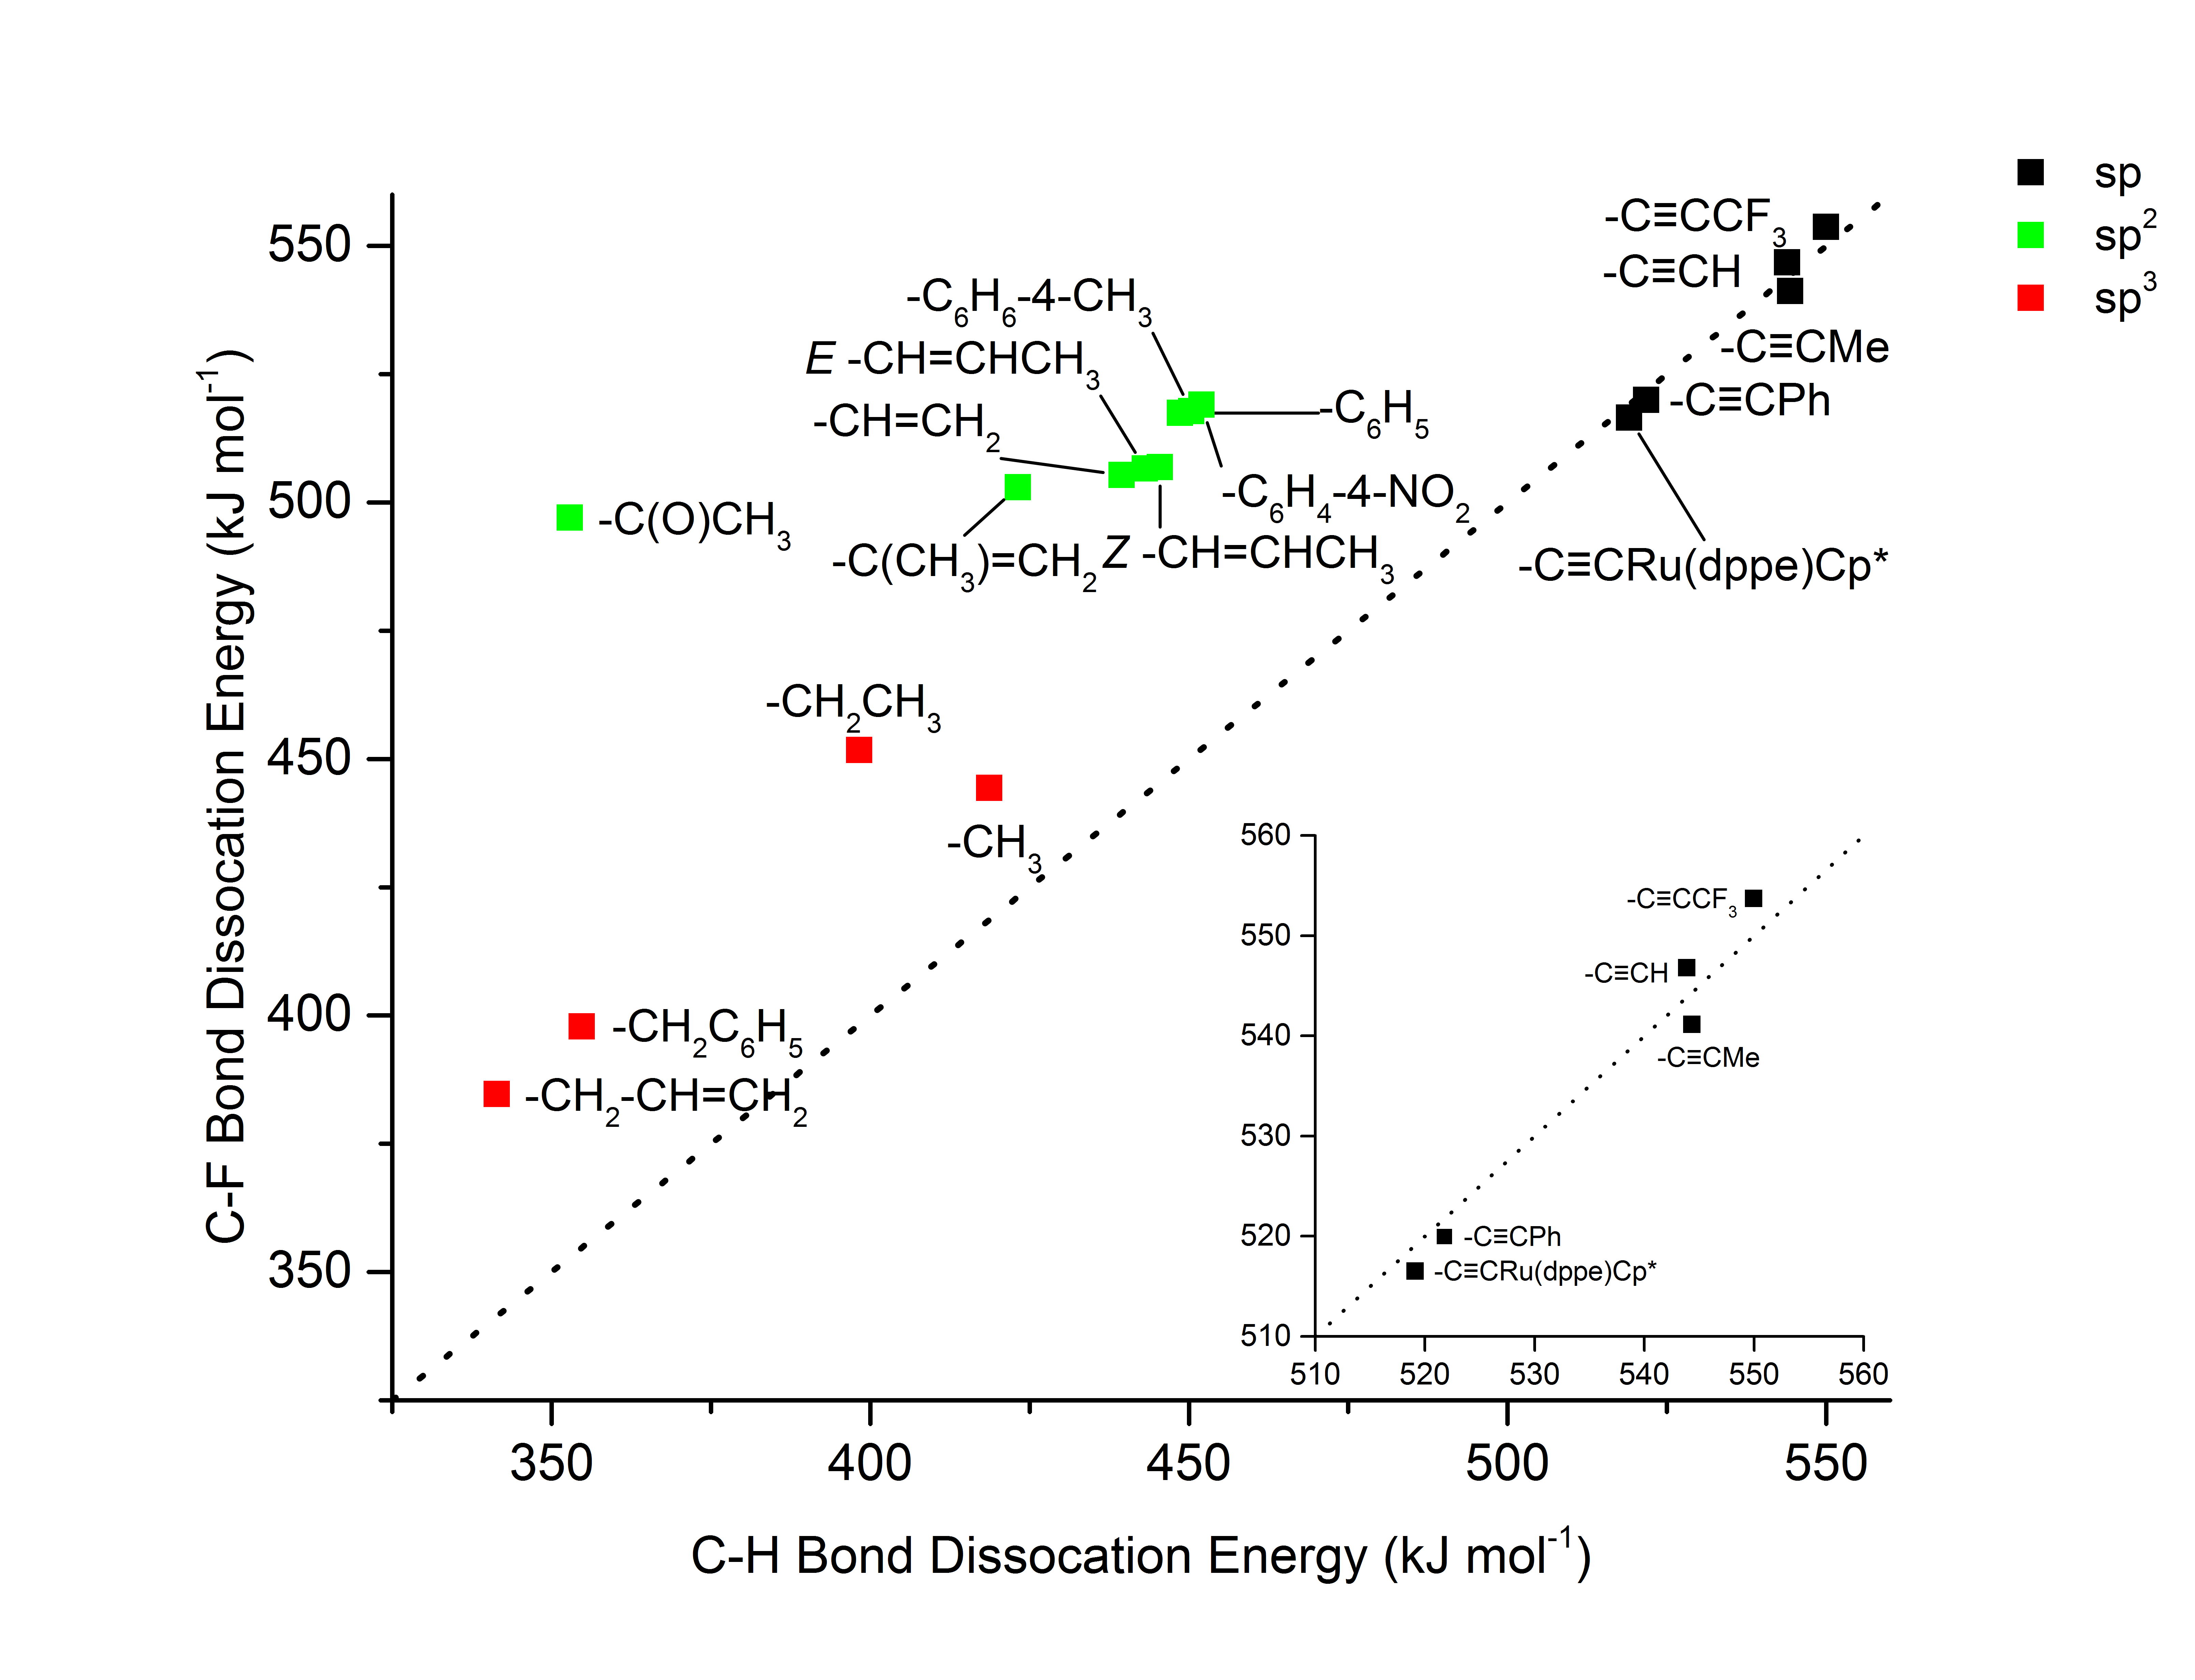 sp
sp²
sp³
C-F Bond Dissocation Energy (kJ mol⁻¹)
550
500
450
400
350
-C≡CCF₃
-C≡CH
-C≡CMe
-C≡CPh
-C≡CRu(dppe)Cp*
-C₆H₆-4-CH₃
E -CH=CHCH₃
-CH=CH₂
-C₆H₅
-C₆H₄-4-NO₂
-C(O)CH₃
-C(CH₃)=CH₂
Z -CH=CHCH₃
-CH₂CH₃
-CH₃
-CH₂C₆H₅
-CH₂-CH=CH₂
560
550
540
530
520
510
-C≡CCF₃
-C≡CH
-C≡CMe
-C≡CPh
-C≡CRu(dppe)Cp*
510 520 530 540 550 560
350 400 450 500 550
C-H Bond Dissocation Energy (kJ mol⁻¹)